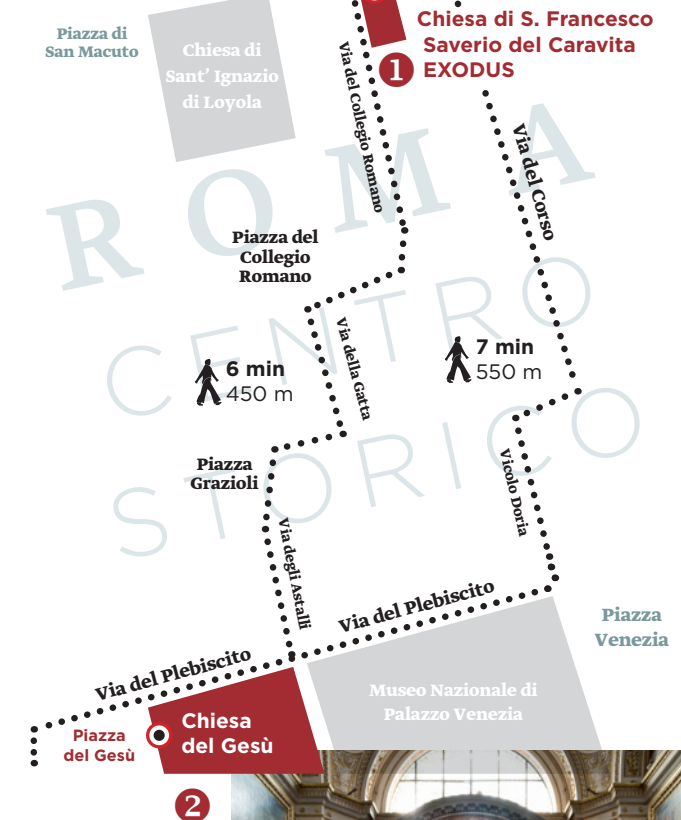 Piazza di
San Macuto
Chiesa di
Sant’ Ignazio
di Loyola
Via del Collegio Romano
Chiesa di S. Francesco
Saverio del Caravita
1 EXODUS
Via del Corso
ROMA
CENTRO
STORICO
Piazza del
Collegio
Romano
Via della Gatta
6 min
450 m
7 min
550 m
Piazza
Grazioli
Vicolo Doria
Via degli Astalli
Via del Plebiscito
Piazza
Venezia
Via del Plebiscito
Museo Nazionale di
Palazzo Venezia
Piazza
del Gesù
Chiesa
del Gesù
2